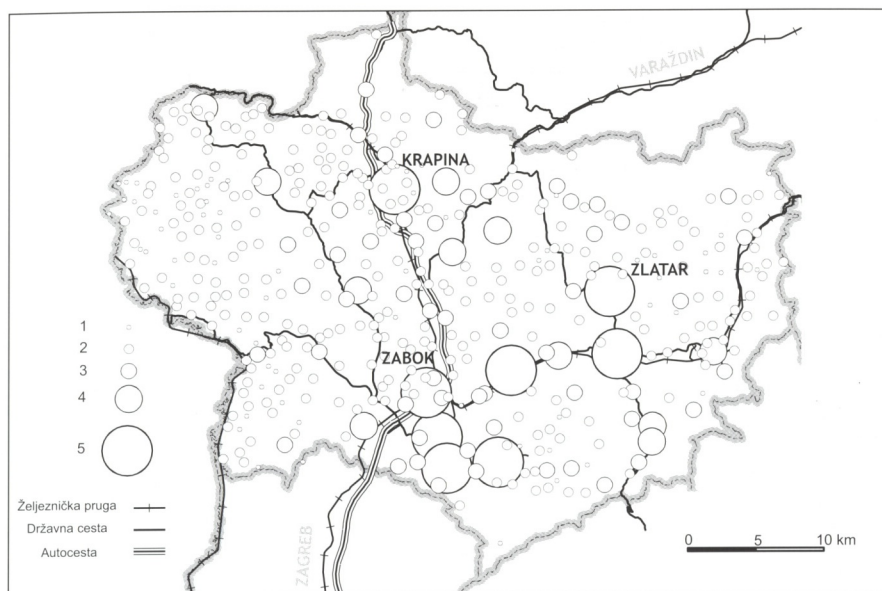 VARAŽDIN
KRAPINA
ZLATAR
ZABOK
1
2
3
4
5
Željeznička pruga
Državna cesta
Autocesta
ZAGREB
0 5 10 km